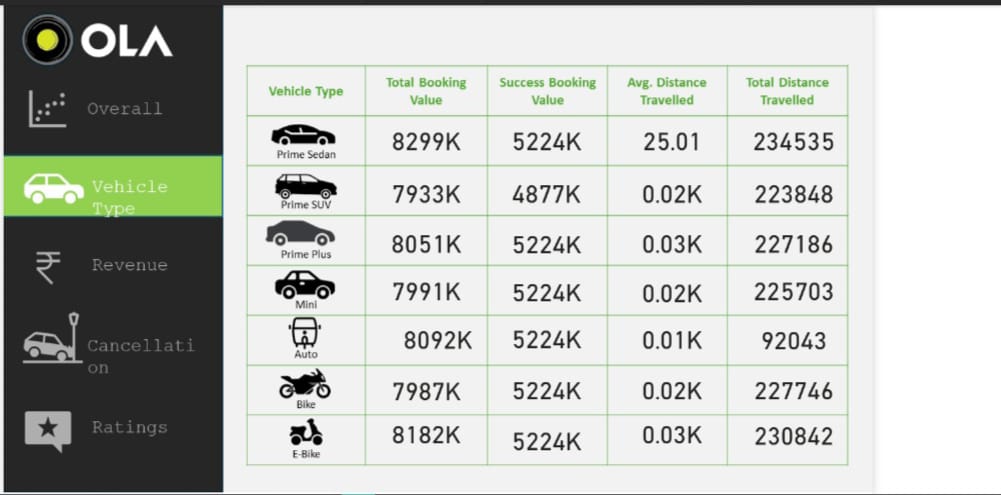 OLA
Overall
Vehicle
Type
Revenue
Cancellati
on
Ratings
Vehicle Type
Total Booking
Value
Success Booking
Value
Avg. Distance
Travelled
Total Distance
Travelled
Prime Sedan
8299K 5224K 25.01 234535
Prime SUV
7933K 4877K 0.02K 223848
Prime Plus
8051K 5224K 0.03K 227186
Mini
7991K 5224K 0.02K 225703
Auto
8092K 5224K 0.01K 92043
Bike
7987K 5224K 0.02K 227746
E-Bike
8182K 5224K 0.03K 230842